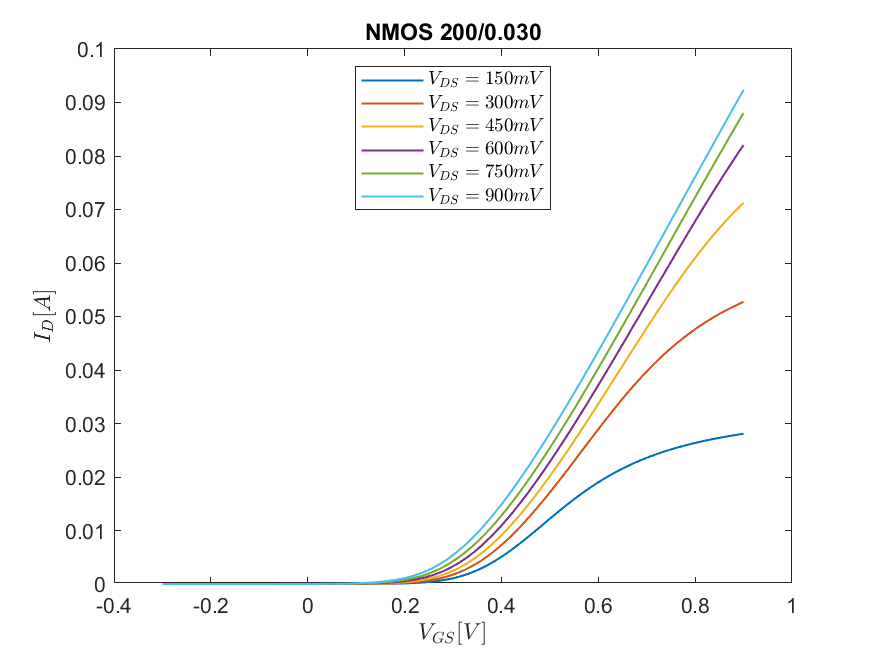 NMOS 200/0.030
0.1
0.09
0.08
0.07
0.06
0.05
0.04
0.03
0.02
0.01
0
I_D[A]
V_DS = 150mV
V_DS = 300mV
V_DS = 450mV
V_DS = 600mV
V_DS = 750mV
V_DS = 900mV
-0.4 -0.2 0 0.2 0.4 0.6 0.8 1
V_GS[V]